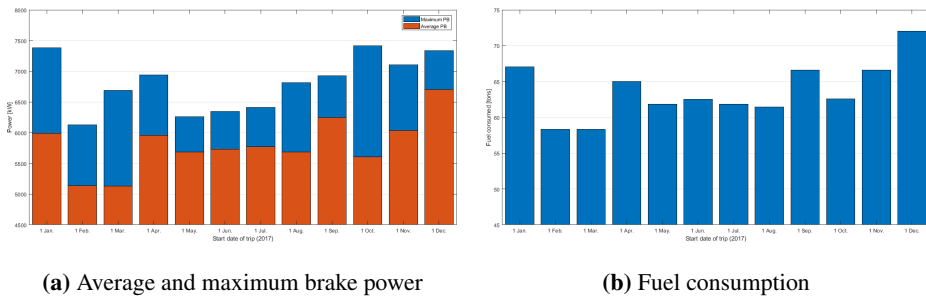 8000
7500
7000
6500
6000
5500
5000
4500
Power [kW]
Maximum PB
Average PB
1 Jan. 1 Feb. 1 Mar. 1 Apr. 1 May. 1 Jun. 1 Jul. 1 Aug. 1 Sep. 1 Oct. 1 Nov. 1 Dec.
Start date of trip (2017)
75
70
65
60
55
50
45
Fuel consumed [tons]
1 Jan. 1 Feb. 1 Mar. 1 Apr. 1 May. 1 Jun. 1 Jul. 1 Aug. 1 Sep. 1 Oct. 1 Nov. 1 Dec.
Start date of trip (2017)
(a) Average and maximum brake power
(b) Fuel consumption